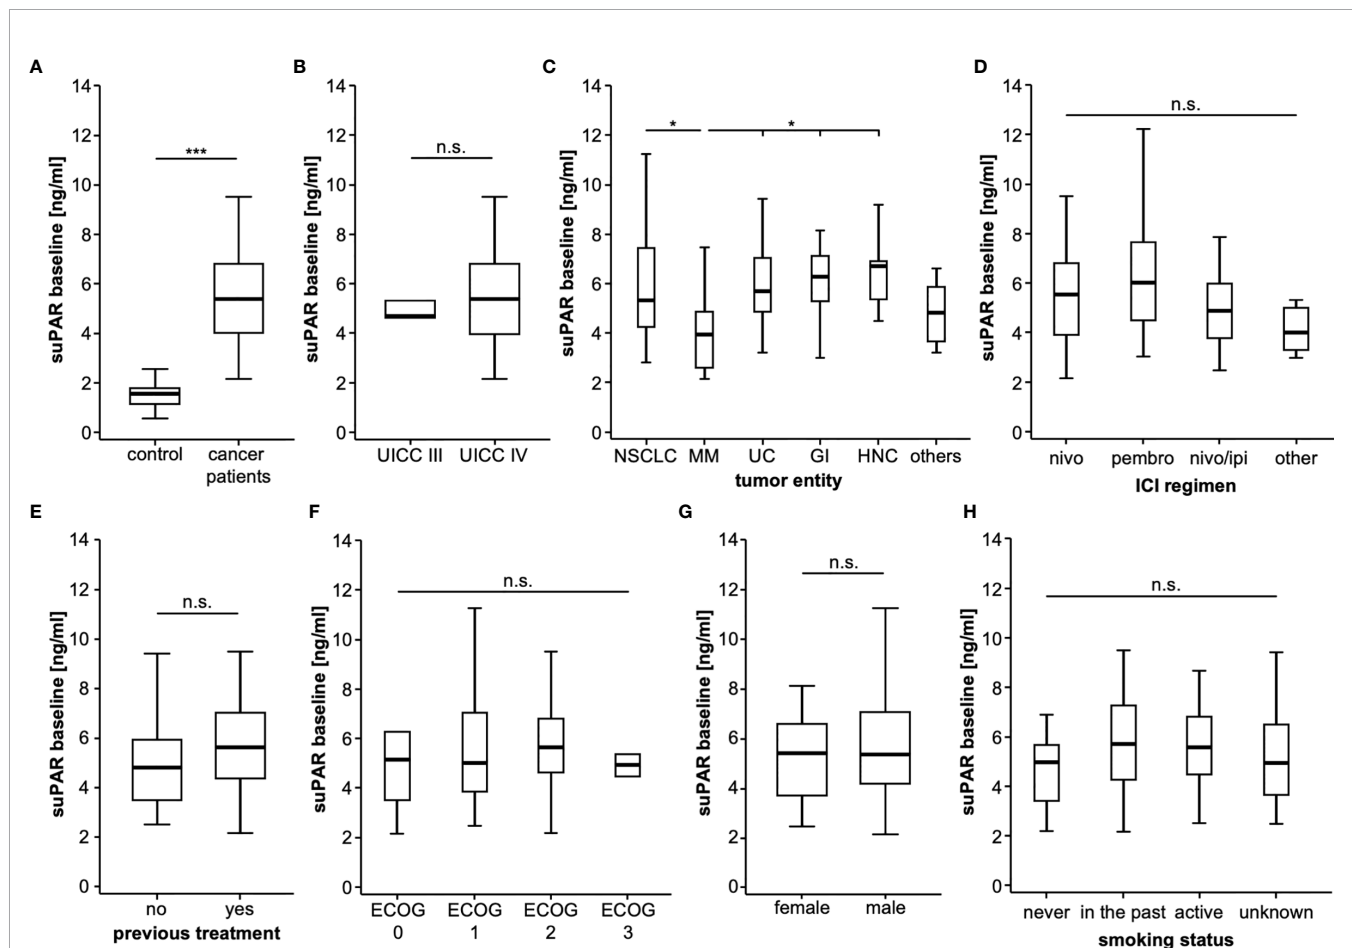 A
suPAR baseline [ng/ml]
14
12
10
8
6
4
2
0
***
control
cancer
patients
B
suPAR baseline [ng/ml]
14
12
10
8
6
4
2
0
n.s.
UICC III
UICC IV
C
suPAR baseline [ng/ml]
14
12
10
8
6
4
2
0
*
*
NSCLC
MM
UC
GI
HNC
others
tumor entity
D
suPAR baseline [ng/ml]
14
12
10
8
6
4
2
0
n.s.
nivo
pembro
nivo/ipi
other
ICI regimen
E
suPAR baseline [ng/ml]
14
12
10
8
6
4
2
0
n.s.
no
yes
previous treatment
F
suPAR baseline [ng/ml]
14
12
10
8
6
4
2
0
n.s.
ECOG
0
ECOG
1
ECOG
2
ECOG
3
G
suPAR baseline [ng/ml]
14
12
10
8
6
4
2
0
n.s.
female
male
H
suPAR baseline [ng/ml]
14
12
10
8
6
4
2
0
n.s.
never
in the past
active
unknown
smoking status